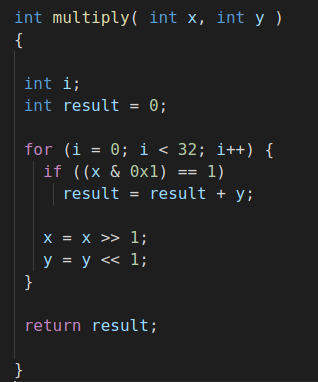 int multiply( int x, int y )
{
int i;
int result = 0;
for (i = 0; i < 32; i++) {
if ((x & 0x1) == 1)
result = result + y;
x = x >> 1;
y = y << 1;
}
return result;
}